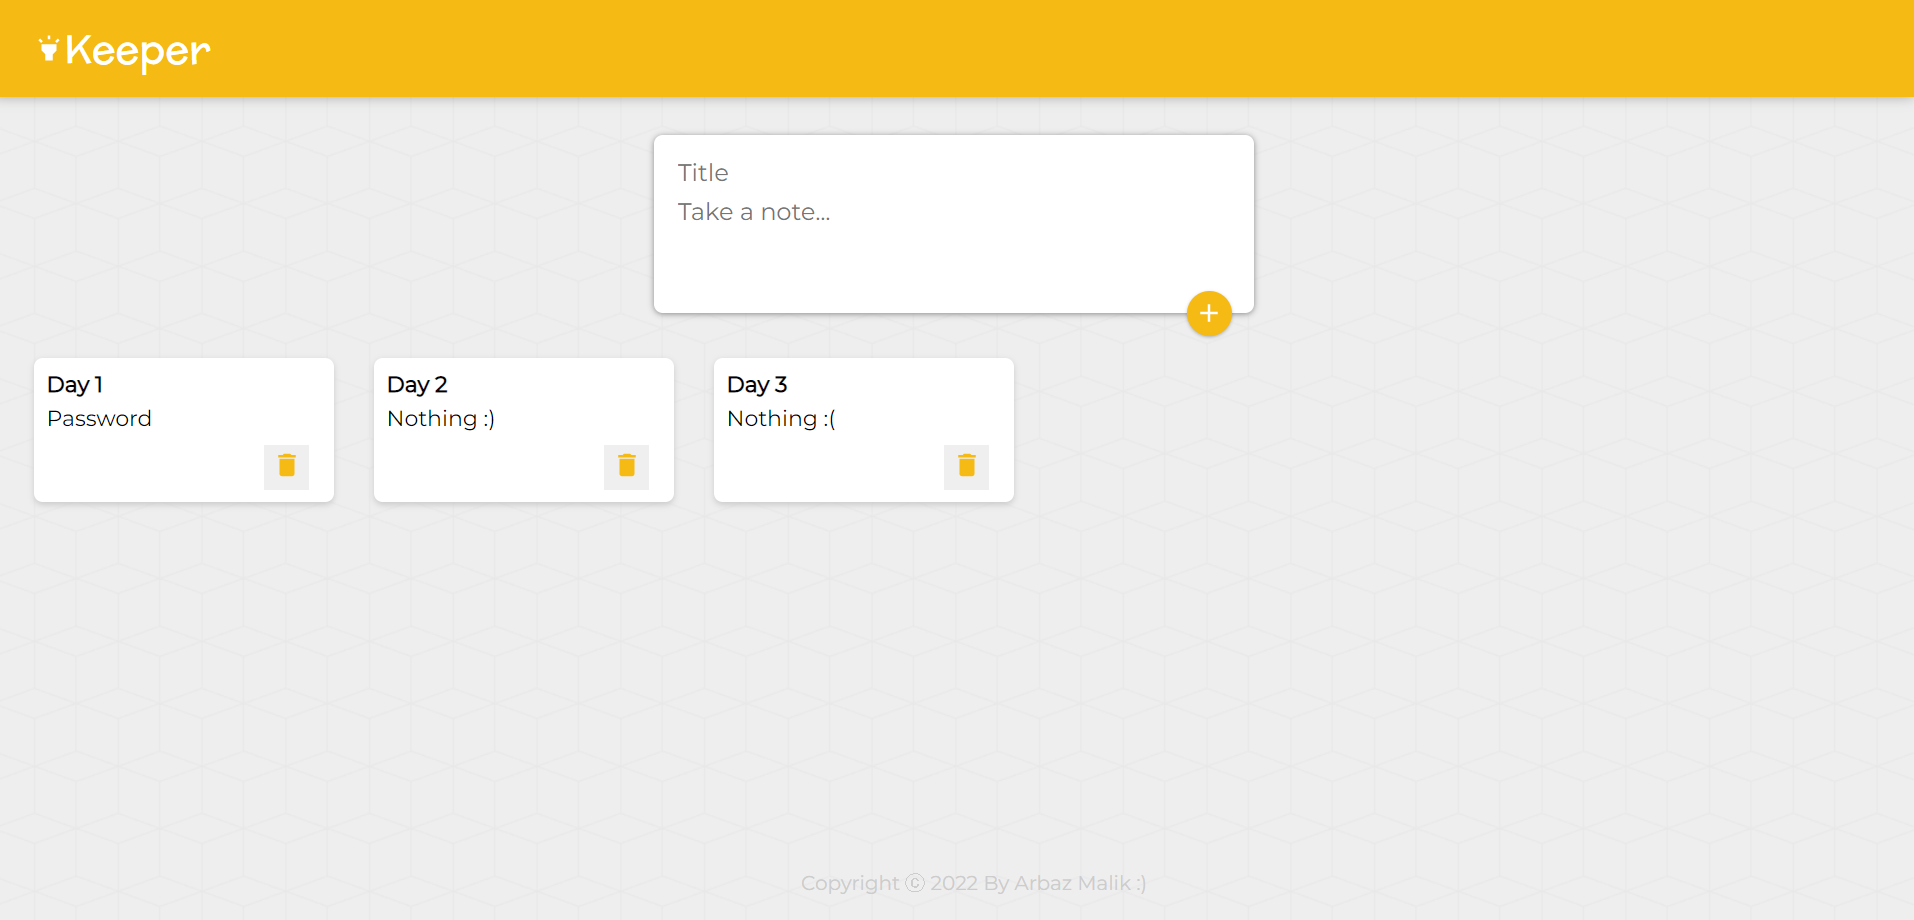 Keeper
Title
Take a note...
Day 1
Password
Day 2
Nothing :)
Day 3
Nothing :(
Copyright ⓒ 2022 By Arbaz Malik :)